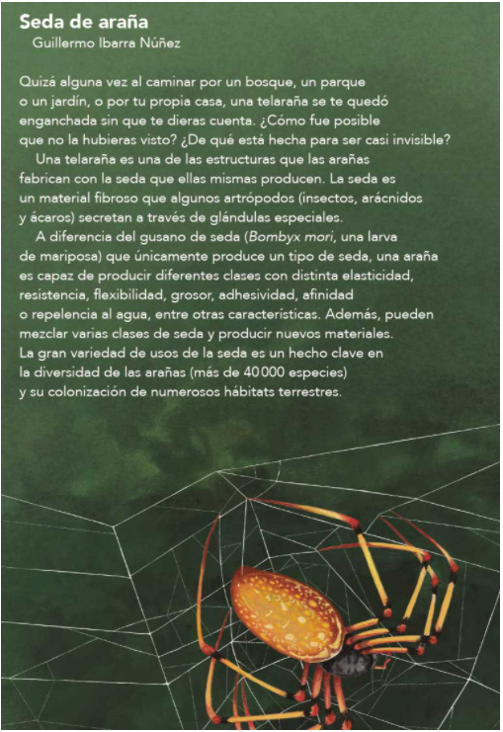 Seda de araña
Guillermo Ibarra Núñez
Quizá alguna vez al caminar por un bosque, un parque
o un jardín, o por tu propia casa, una telaraña se te quedó
enganchada sin que te dieras cuenta. ¿Cómo fue posible
que no la hubieras visto? ¿De qué está hecha para ser casi invisible?
Una telaraña es una de las estructuras que las arañas
fabrican con la seda que ellas mismas producen. La seda es
un material fibroso que algunos artrópodos (insectos, arácnidos
y ácaros) secretan a través de glándulas especiales.
A diferencia del gusano de seda (Bombyx mori, una larva
de mariposa) que únicamente produce un tipo de seda, una araña
es capaz de producir diferentes clases con distinta elasticidad,
resistencia, flexibilidad, grosor, adhesividad, afinidad
o repelencia al agua, entre otras características. Además, pueden
mezclar varias clases de seda y producir nuevos materiales.
La gran variedad de usos de la seda es un hecho clave en
la diversidad de las arañas (más de 40 000 especies)
y su colonización de numerosos hábitats terrestres.